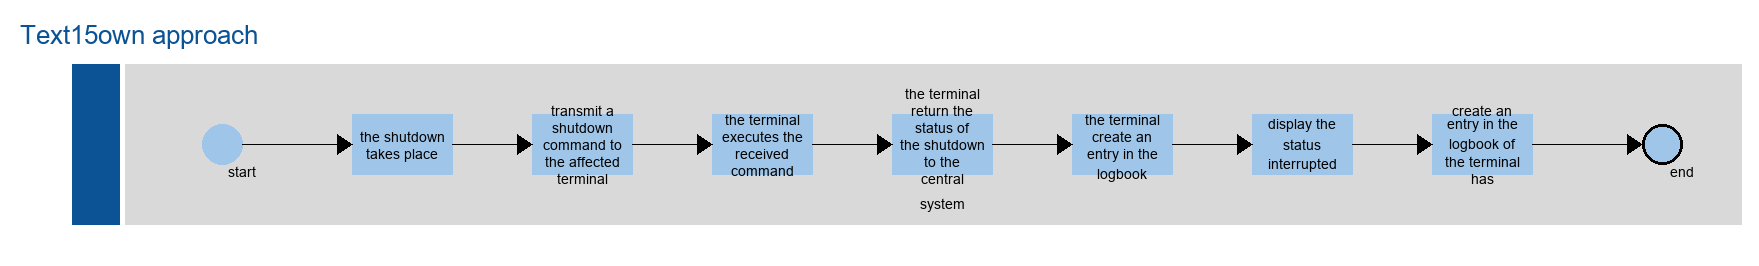 Text15own approach
start
the shutdown
takes place
transmit a
shutdown
command to
the affected
terminal
the terminal
executes the
received
command
the terminal
return the
status of
the shutdown
to the
central
system
the terminal
create an
entry in the
logbook
display the
status
interrupted
create an
entry in the
logbook of
the terminal
has
end